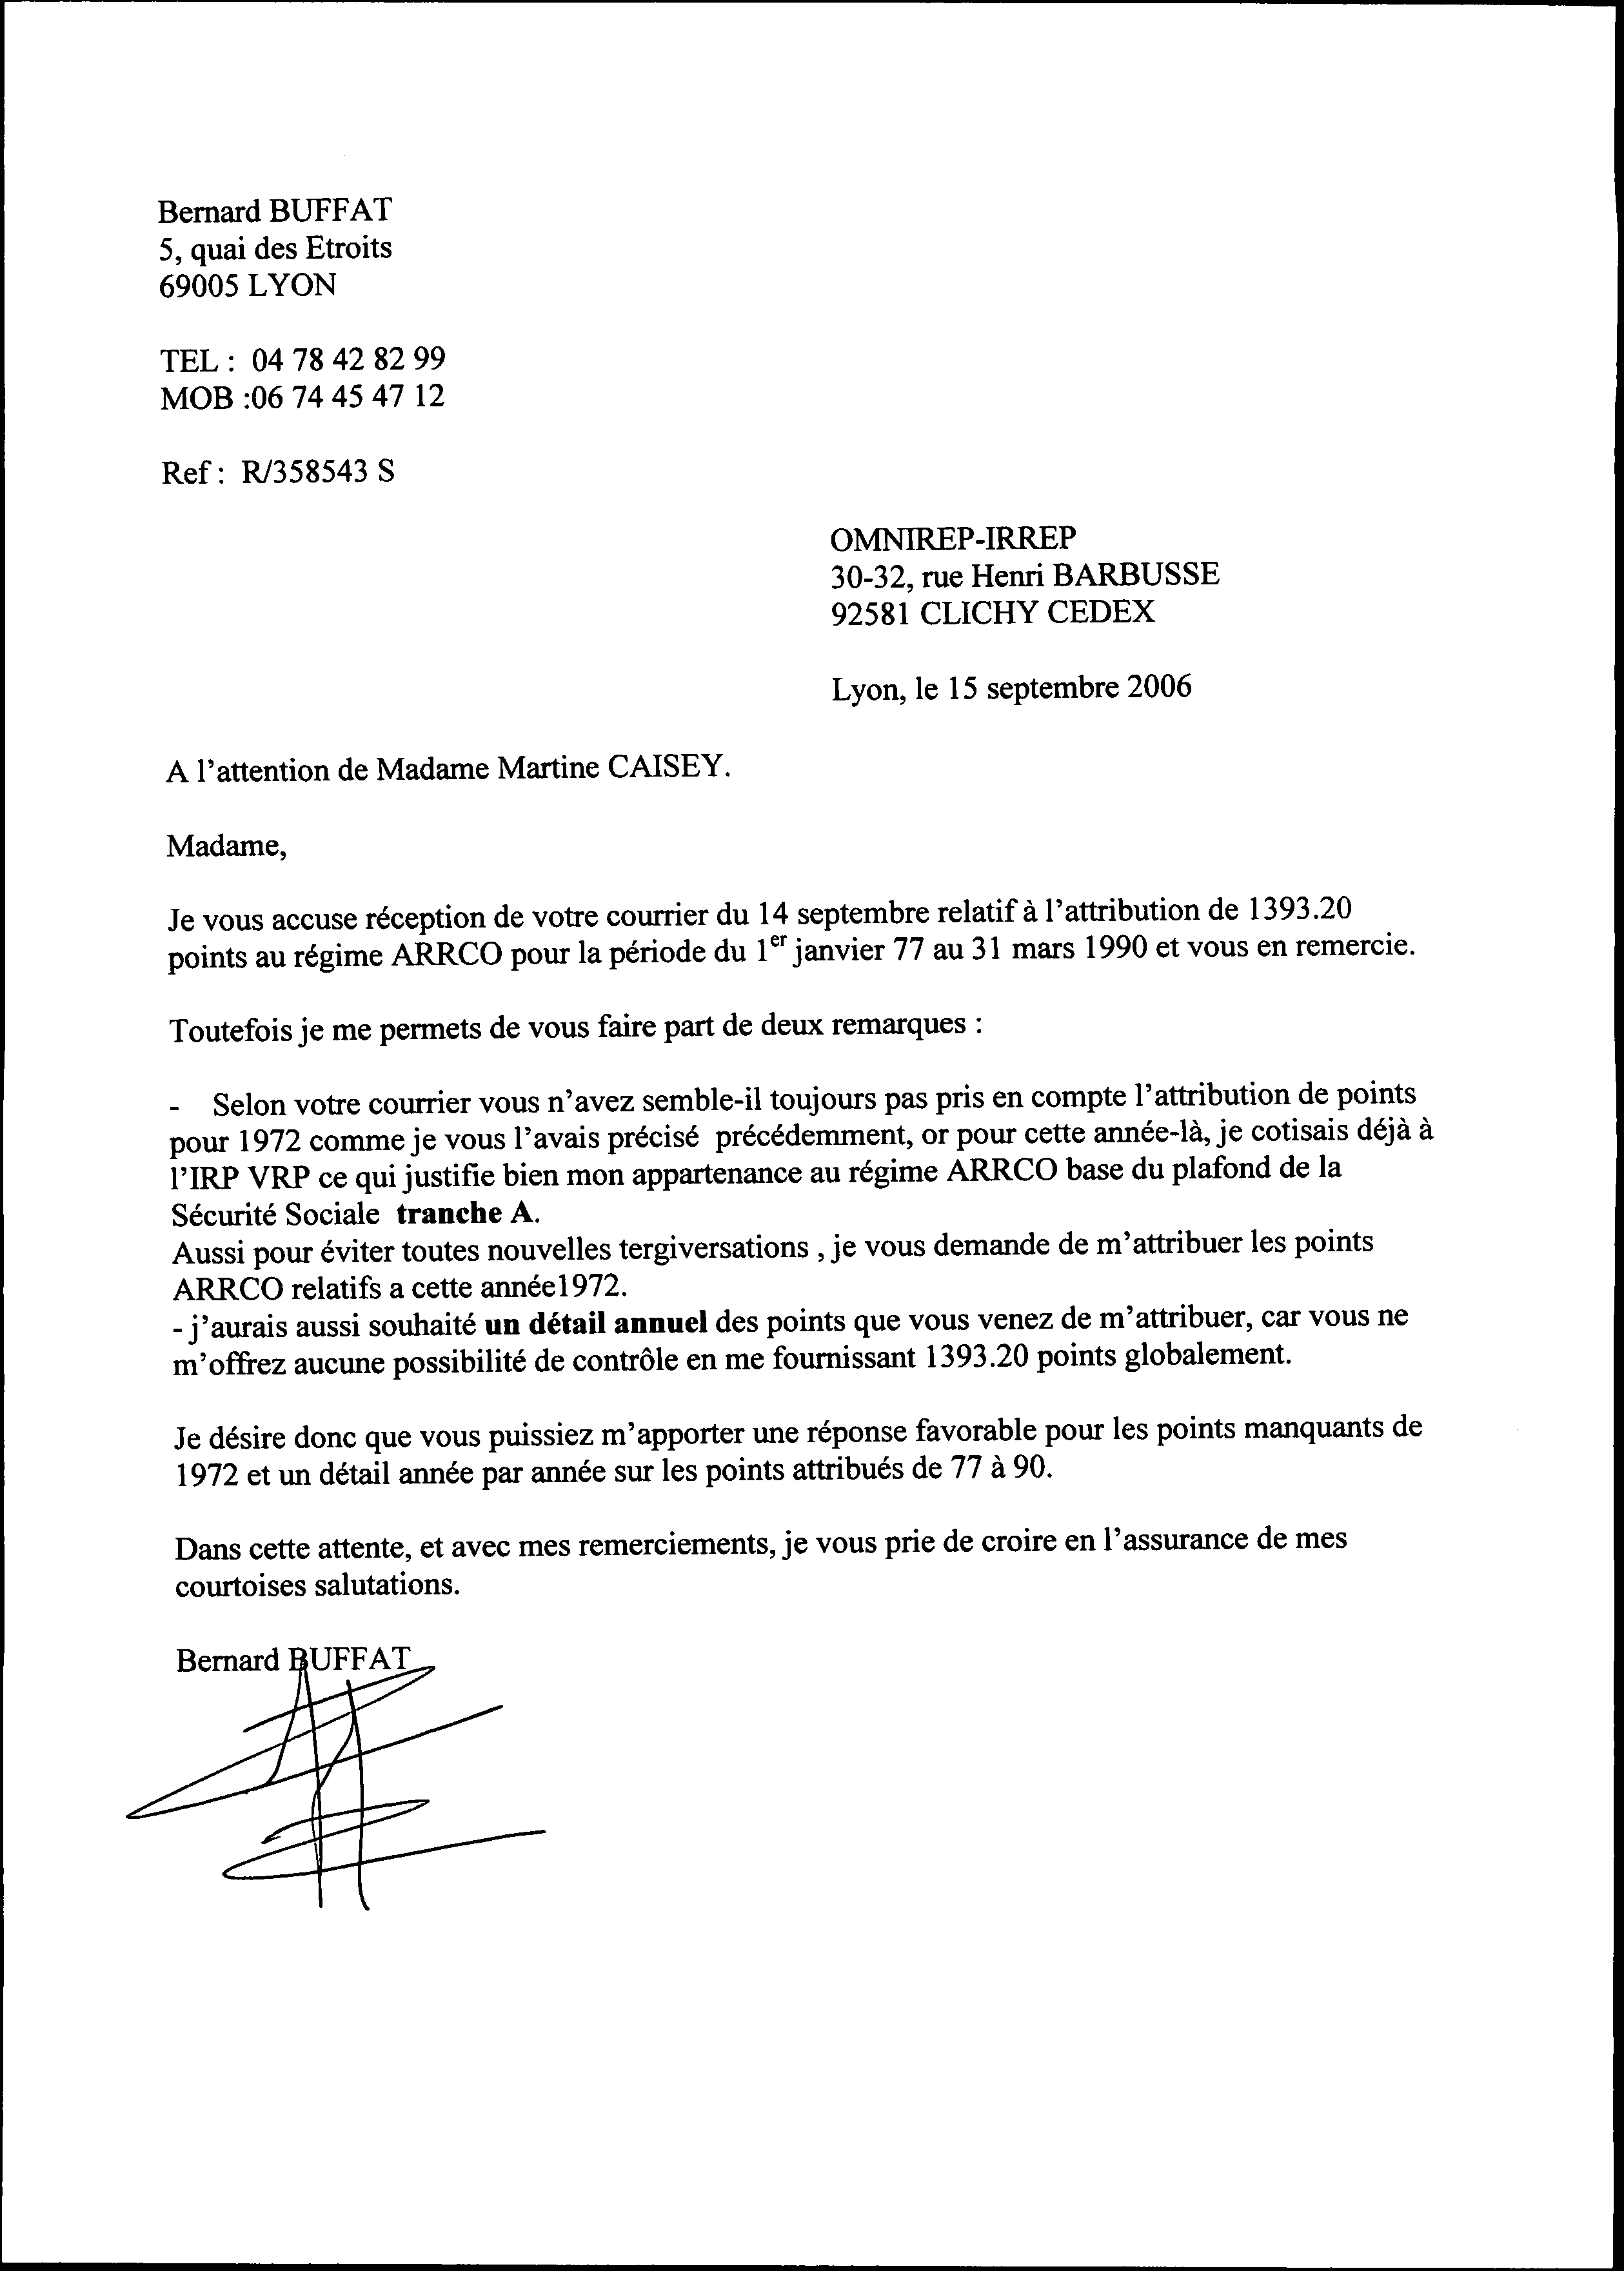 Bernard BUFFAT
5, quai des Etroits
69005 LYON
TEL : 04 78 42 82 99
MOB :06 74 45 47 12
Ref : R/358543 S
OMNIREP-IRREP
30-32, rue Henri BARBUSSE
92581 CLICHY CEDEX
Lyon, le 15 septembre 2006
A l’attention de Madame Martine CAISEY.
Madame,
Je vous accuse réception de votre courrier du 14 septembre relatif à l’attribution de 1393.20
points au régime ARRCO pour la période du 1er janvier 77 au 31 mars 1990 et vous en remercie.
Toutefois je me permets de vous faire part de deux remarques :
- Selon votre courrier vous n’avez semble-il toujours pas pris en compte l’attribution de points
pour 1972 comme je vous l’avais précisé précédemment, or pour cette année-là, je cotisais déjà à
l’IRP VRP ce qui justifie bien mon appartenance au régime ARRCO base du plafond de la
Sécurité Sociale tranche A.
Aussi pour éviter toutes nouvelles tergiversations , je vous demande de m’attribuer les points
ARRCO relatifs a cette année1972.
- j’aurais aussi souhaité un détail annuel des points que vous venez de m’attribuer, car vous ne
m’offrez aucune possibilité de contrôle en me fournissant 1393.20 points globalement.
Je désire donc que vous puissiez m’apporter une réponse favorable pour les points manquants de
1972 et un détail année par année sur les points attribués de 77 à 90.
Dans cette attente, et avec mes remerciements, je vous prie de croire en l’assurance de mes
courtoises salutations.
Bernard BUFFAT